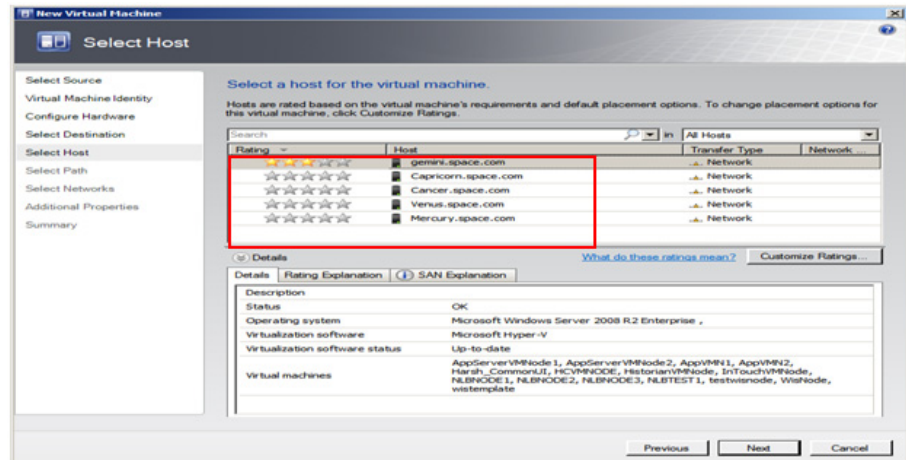 New Virtual Machine
Select Host
Select Source
Virtual Machine Identity
Configure Hardware
Select Destination
Select Host
Select Path
Select Networks
Additional Properties
Summary
Select a host for the virtual machine.
Hosts are rated based on the virtual machine's requirements and default placement options. To change placement options for
this virtual machine, click Customize Ratings.
Search in All Hosts
Rating Host Transfer Type Network ...
gemini.space.com Network
Capricorn.space.com Network
Cancer.space.com Network
Venus.space.com Network
Mercury.space.com Network
Details What do these ratings mean? Customize Ratings...
Details Rating Explanation SAN Explanation
Description
Status OK
Operating system Microsoft Windows Server 2008 R2 Enterprise ,
Virtualization software Microsoft Hyper-V
Virtualization software status Up-to-date
Virtual machines AppServerVMNode1, AppServerVMNode2, AppVMN1, AppVMN2,
Harsh_CommonUI, HCVMNODE, HistorianVMNode, InTouchVMNode,
NLBNODE1, NLBNODE2, NLBNODE3, NLBTEST1, testwisnode, WisNode,
wistemplate
Previous Next Cancel